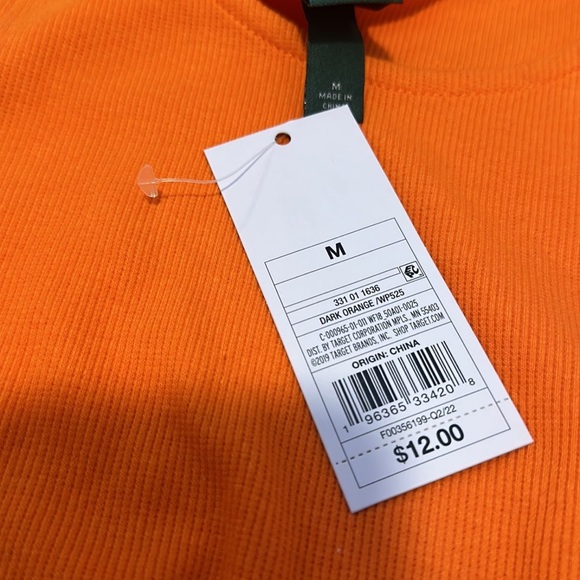 M
MADE IN
CHINA
M
331 01 1636
DARK ORANGE /WP525
C-000965-01-011 WF18 50A01-0025
DIST. BY TARGET CORPORATION MPLS., MN 55403
©2019 TARGET BRANDS, INC. SHOP TARGET.COM
ORIGIN: CHINA
1 96365 33420 8
F00356199-Q2/22
$12.00